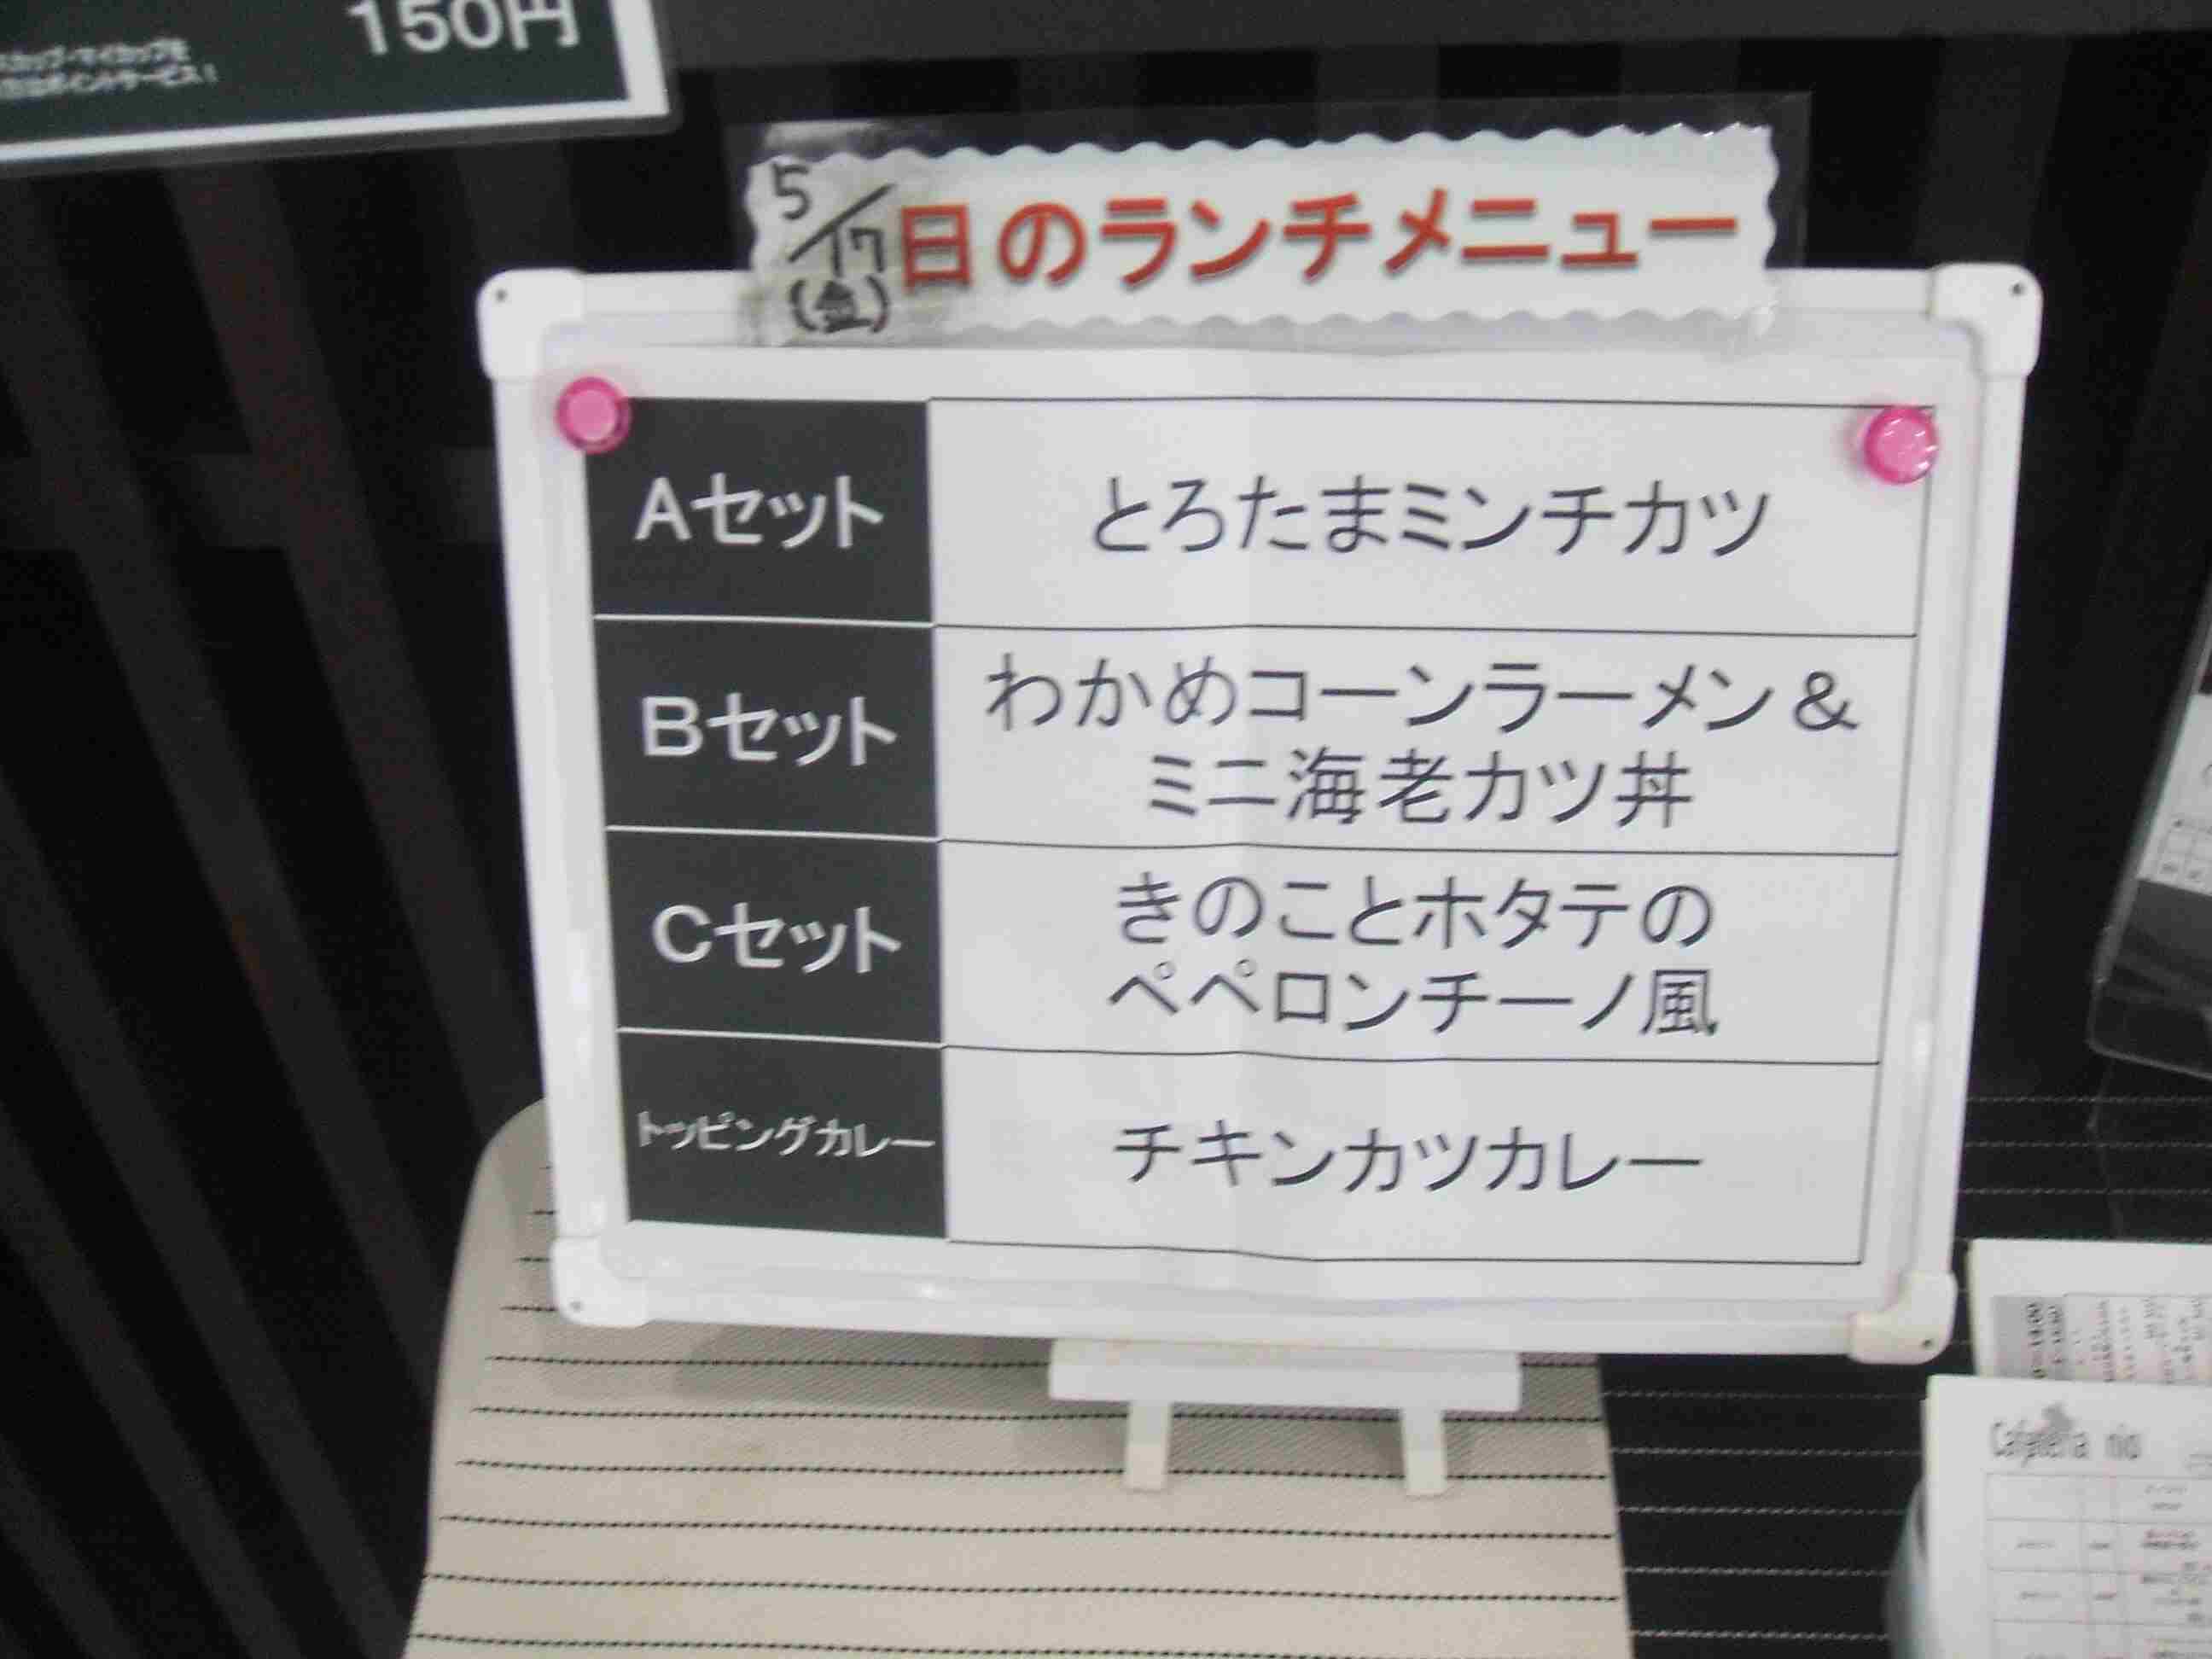 150円
5/17日のランチメニュー
(金)
Aセット
とろたまミンチカツ
Bセット
わかめコーンラーメン&
ミニ海老カツ丼
Cセット
きのことホタテの
ペペロンチーノ風
トッピングカレー
チキンカツカレー
Cafeteria rio